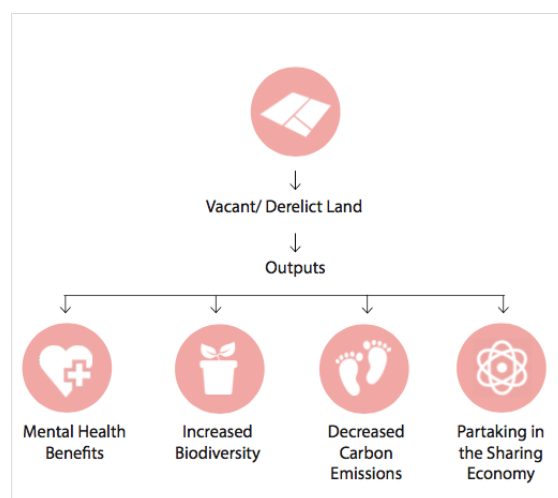 Vacant/ Derelict Land
Outputs
Mental Health
Benefits
Increased
Biodiversity
Decreased
Carbon
Emissions
Partaking in
the Sharing
Economy